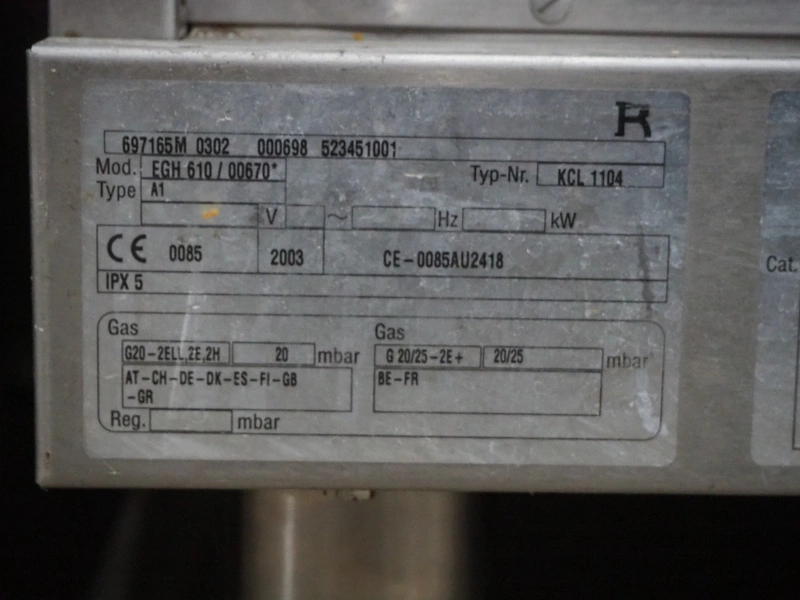 R
697165M 0302 000698 523451001
Mod. EGH 610 / 00670* Typ-Nr. KCL 1104
Type A1
V ~ Hz kW
CE 0085 2003 CE-0085AU2418
IPX 5
Gas Gas
G20-2ELL,2E,2H 20 mbar G 20/25-2E+ 20/25 mbar
AT-CH-DE-DK-ES-FI-GB BE-FR
-GR
Reg. mbar
Cat.